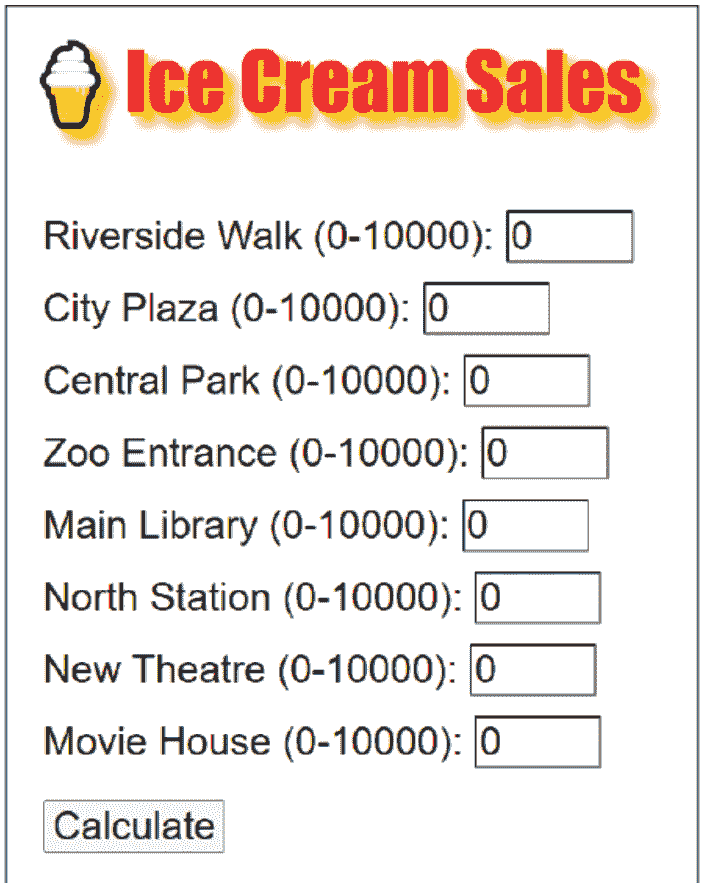 Ice Cream Sales
Riverside Walk (0-10000): 0
City Plaza (0-10000): 0
Central Park (0-10000): 0
Zoo Entrance (0-10000): 0
Main Library (0-10000): 0
North Station (0-10000): 0
New Theatre (0-10000): 0
Movie House (0-10000): 0
Calculate